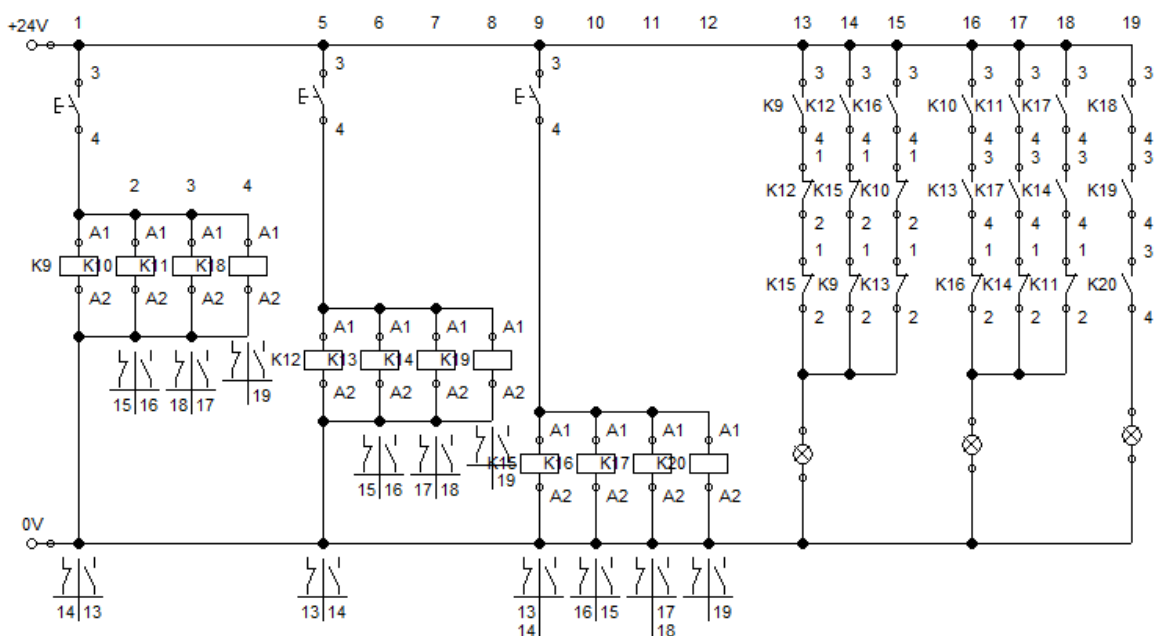 1 5 9 10 11 12 13 14 15 16 17 18 19
+24V
3 3 3 3 3 3 3 3 3 3
K9 K12 K16 K10 K11 K17 K18
4 4 4 4 4 4 4 4 4 4
6 7 8
1 1 1 3 3 3 3
2 3 4
K12 K15 K10 K13 K17 K14 K19
2 2 2 4 4 4 4
A1 A1 A1 A1
1 1 1 1 1 1 3
K9 K10 K11 K18
K15 K9 K13 K16 K14 K11 K20
A2 A2 A2 A2
2 2 2 2 2 2 4
A1 A1 A1 A1
K12 K13 K14 K19
A2 A2 A2 A2
15 16 18 17 19
A1 A1 A1 A1
K15 K16 K17 K20
15 16 17 18 19
A2 A2 A2 A2
0V
14 13 13 14 13 16 15 17 19
14 18